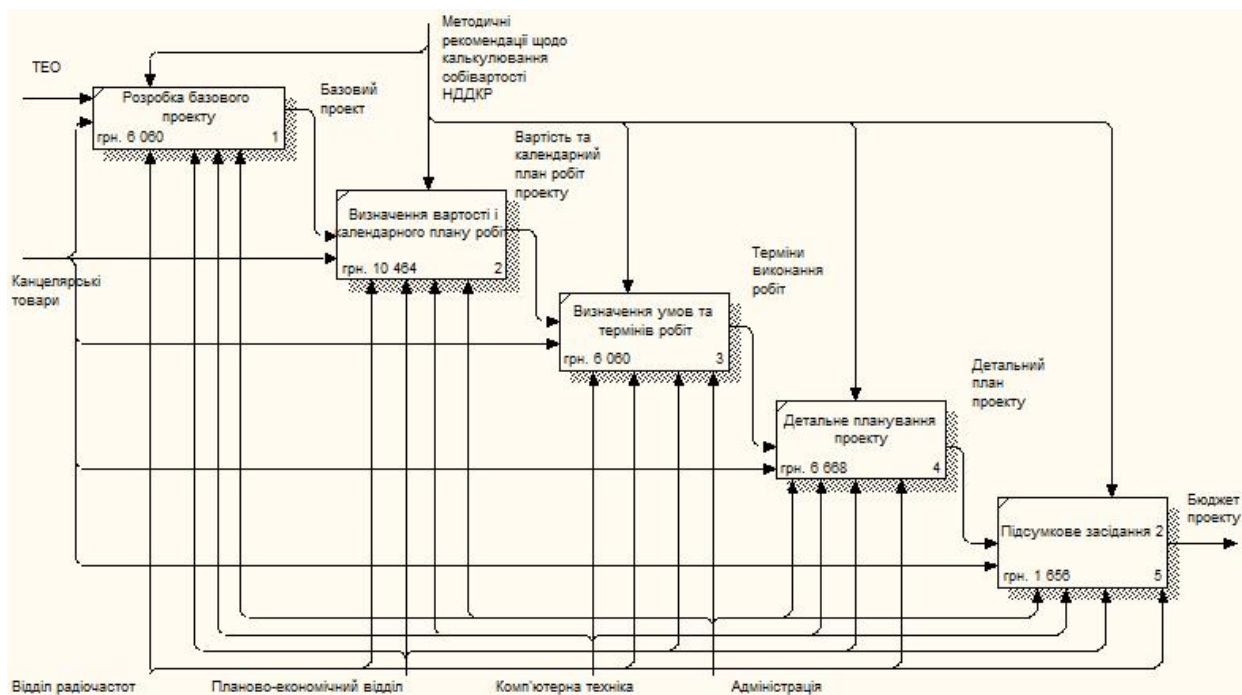 Методичні
рекомендації щодо
калькулювання
собівартості
НДДКР
ТЕО
Розробка базового
проекту
грн. 6 060 1
Базовий
проект
Вартість та
календарний
план робіт
проекту
Визначення вартості і
календарного плану робіт
грн. 10 464 2
Канцелярські
товари
Терміни
виконання
робіт
Визначення умов та
термінів робіт
грн. 6 060 3
Детальний
план
проекту
Детальне планування
проекту
грн. 6 668 4
Бюджет
проекту
Підсумкове засідання 2
грн. 1 656 5
Відділ радіочастот Планово-економічний відділ Комп'ютерна техніка Адміністрація